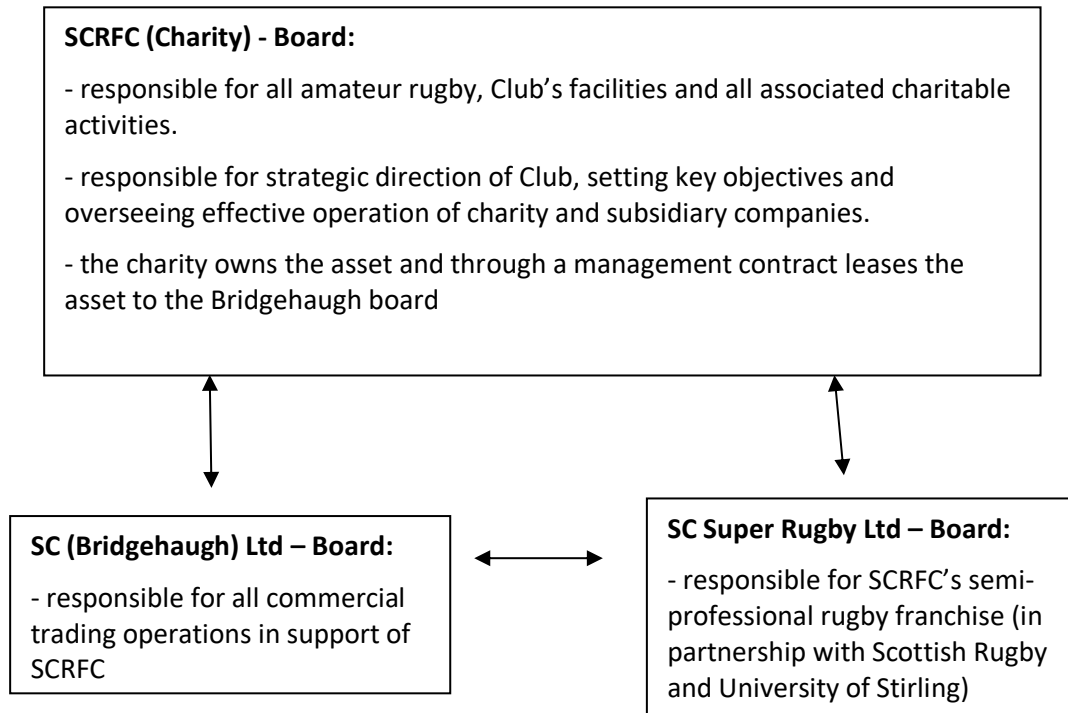 SCRFC (Charity) - Board:
- responsible for all amateur rugby, Club’s facilities and all associated charitable
activities.
- responsible for strategic direction of Club, setting key objectives and
overseeing effective operation of charity and subsidiary companies.
- the charity owns the asset and through a management contract leases the
asset to the Bridgehaugh board
SC (Bridgehaugh) Ltd – Board:
- responsible for all commercial
trading operations in support of
SCRFC
SC Super Rugby Ltd – Board:
- responsible for SCRFC’s semi-
professional rugby franchise (in
partnership with Scottish Rugby
and University of Stirling)